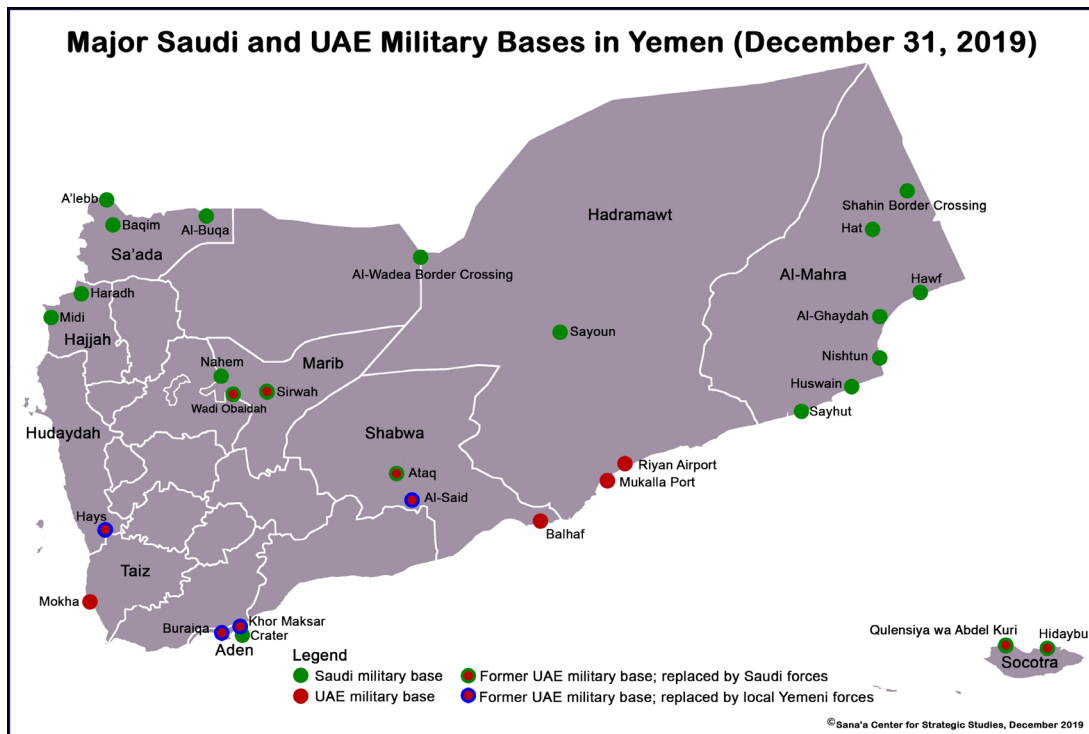 Major Saudi and UAE Military Bases in Yemen (December 31, 2019)
A'lebb
Baqim
Al-Buqa
Sa'ada
Hadramawt
Shahin Border Crossing
Hat
Al-Wadea Border Crossing
Al-Mahra
Hawf
Haradh
Midi
Hajjah
Al-Ghaydah
Sayoun
Nishtun
Nahem
Marib
Sirwah
Wadi Obaidah
Huswain
Sayhut
Hudaydah
Shabwa
Ataq
Riyan Airport
Mukalla Port
Al-Said
Hays
Balhaf
Taiz
Mokha
Khor Maksar
Buraiqa
Crater
Aden
Qulensiya wa Abdel Kuri
Hidaybu
Socotra
Legend
Saudi military base
Former UAE military base; replaced by Saudi forces
UAE military base
Former UAE military base; replaced by local Yemeni forces
©Sana'a Center for Strategic Studies, December 2019